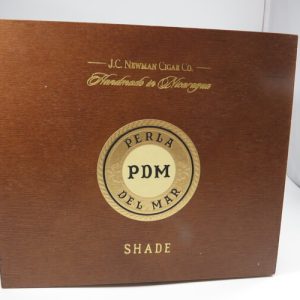 J.C. NEWMAN CIGAR CO.
Handmade in Nicaragua
PERLA
PDM
DEL MAR
SHADE